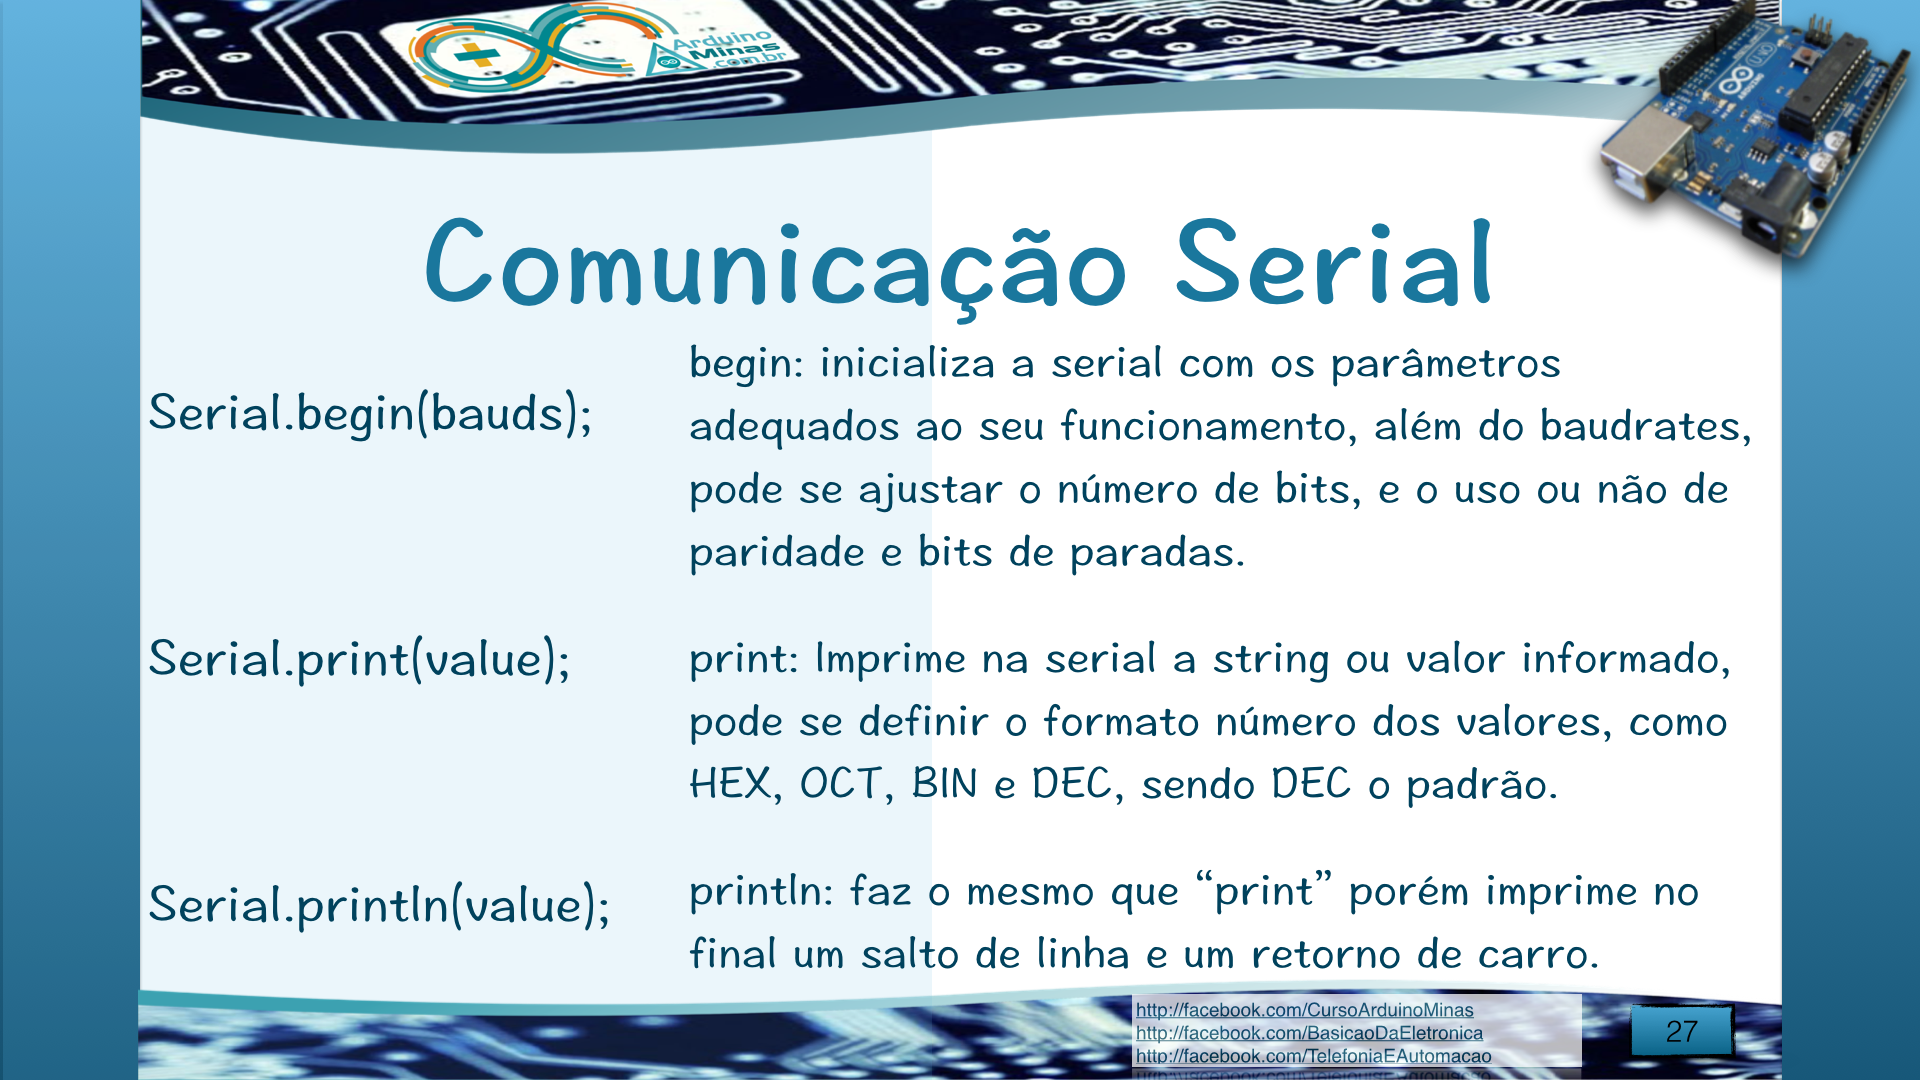 Arduino
Minas
.com.br
Comunicação Serial
Serial.begin(bauds);
begin: inicializa a serial com os parâmetros
adequados ao seu funcionamento, além do baudrates,
pode se ajustar o número de bits, e o uso ou não de
paridade e bits de paradas.
Serial.print(value);
print: Imprime na serial a string ou valor informado,
pode se definir o formato número dos valores, como
HEX, OCT, BIN e DEC, sendo DEC o padrão.
Serial.println(value);
println: faz o mesmo que “print” porém imprime no
final um salto de linha e um retorno de carro.
http://facebook.com/CursoArduinoMinas
http://facebook.com/BasicaoDaEletronica
http://facebook.com/TelefoniaEAutomacao
27